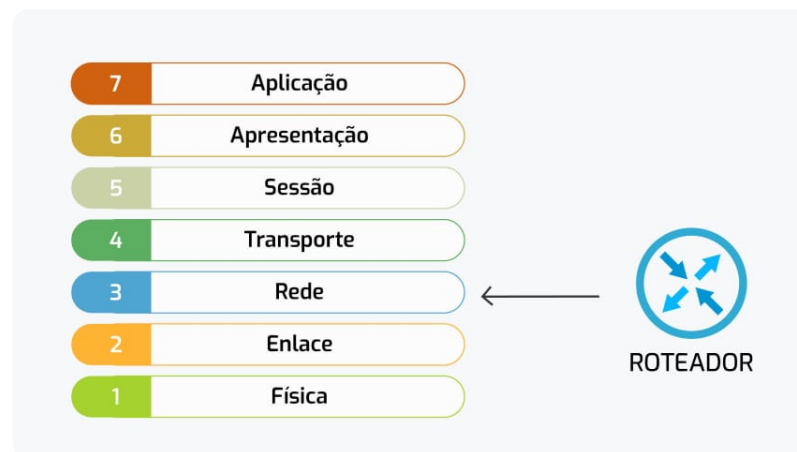 7 Aplicação
6 Apresentação
5 Sessão
4 Transporte
3 Rede
2 Enlace
1 Física
ROTEADOR